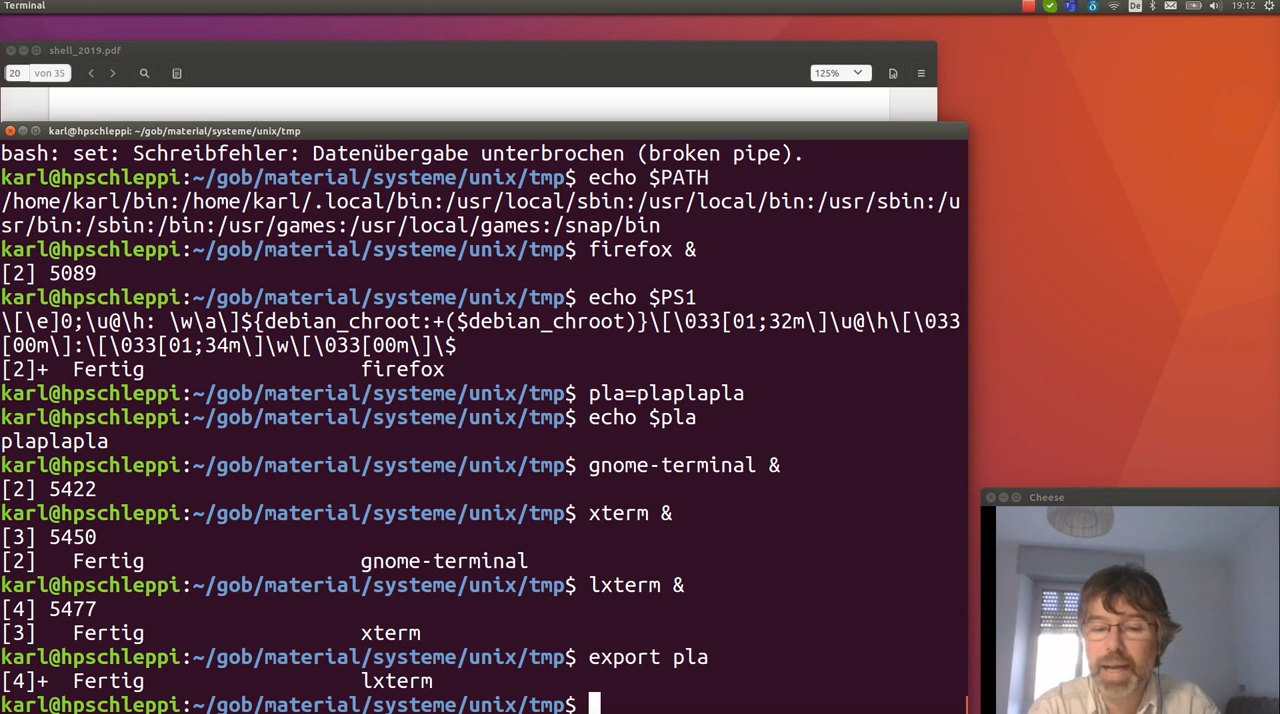 Terminal
De
19:12
shell_2019.pdf
20 von 35
125%
karl@hpschleppi: ~/gob/material/systeme/unix/tmp
bash: set: Schreibfehler: Datenübergabe unterbrochen (broken pipe).
karl@hpschleppi:~/gob/material/systeme/unix/tmp$ echo $PATH
/home/karl/bin:/home/karl/.local/bin:/usr/local/sbin:/usr/local/bin:/usr/sbin:/u
sr/bin:/sbin:/bin:/usr/games:/usr/local/games:/snap/bin
karl@hpschleppi:~/gob/material/systeme/unix/tmp$ firefox &
[2] 5089
karl@hpschleppi:~/gob/material/systeme/unix/tmp$ echo $PS1
\[\e]0;\u@\h: \w\a\]${debian_chroot:+($debian_chroot)}\[\033[01;32m\]\u@\h\[\033
[00m\]:\[\033[01;34m\]\w\[\033[00m\]\$
[2]+  Fertig                  firefox
karl@hpschleppi:~/gob/material/systeme/unix/tmp$ pla=plaplapla
karl@hpschleppi:~/gob/material/systeme/unix/tmp$ echo $pla
plaplapla
karl@hpschleppi:~/gob/material/systeme/unix/tmp$ gnome-terminal &
[2] 5422
karl@hpschleppi:~/gob/material/systeme/unix/tmp$ xterm &
[3] 5450
[2]   Fertig                  gnome-terminal
karl@hpschleppi:~/gob/material/systeme/unix/tmp$ lxterm &
[4] 5477
[3]   Fertig                  xterm
karl@hpschleppi:~/gob/material/systeme/unix/tmp$ export pla
[4]+  Fertig                  lxterm
karl@hpschleppi:~/gob/material/systeme/unix/tmp$
Cheese